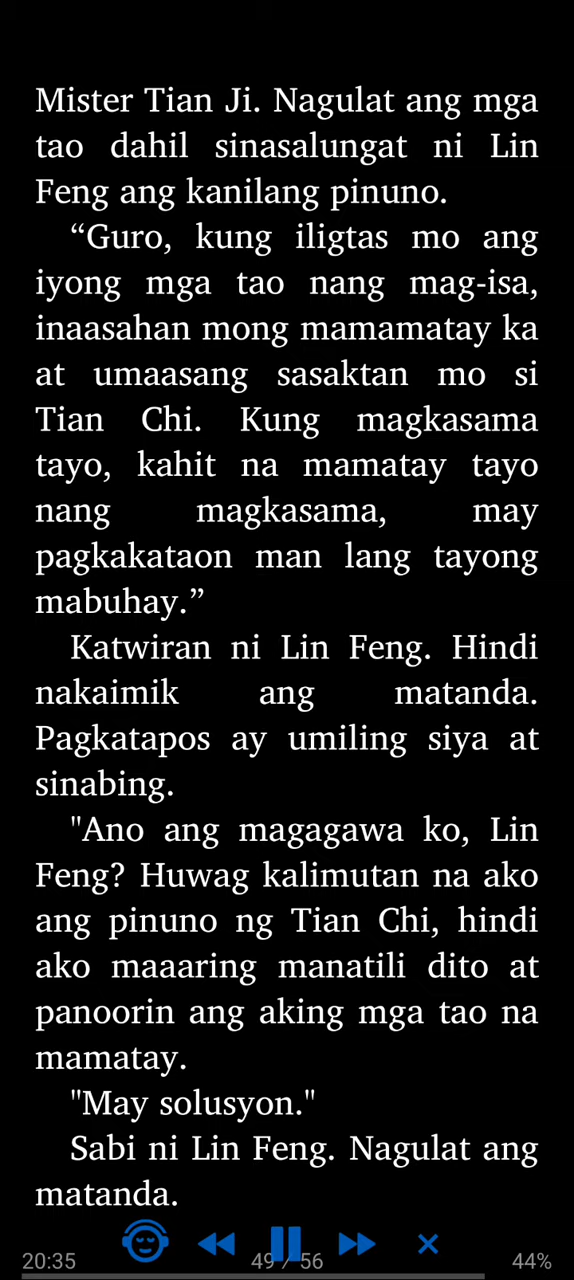 Mister Tian Ji. Nagulat ang mga
tao dahil sinasalungat ni Lin
Feng ang kanilang pinuno.
“Guro, kung iligtas mo ang
iyong mga tao nang mag-isa,
inaasahan mong mamamatay ka
at umaasang sasaktan mo si
Tian Chi. Kung magkasama
tayo, kahit na mamatay tayo
nang magkasama, may
pagkakataon man lang tayong
mabuhay.”
Katwiran ni Lin Feng. Hindi
nakaimik ang matanda.
Pagkatapos ay umiling siya at
sinabing.
"Ano ang magagawa ko, Lin
Feng? Huwag kalimutan na ako
ang pinuno ng Tian Chi, hindi
ako maaaring manatili dito at
panoorin ang aking mga tao na
mamatay.
"May solusyon."
Sabi ni Lin Feng. Nagulat ang
matanda.
20:35 49 / 56 44%